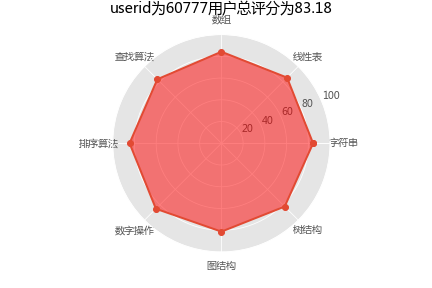 userid为60777用户总评分为83.18
数组
查找算法
线性表
100
80
60
40
20
排序算法
字符串
数字操作
树结构
图结构